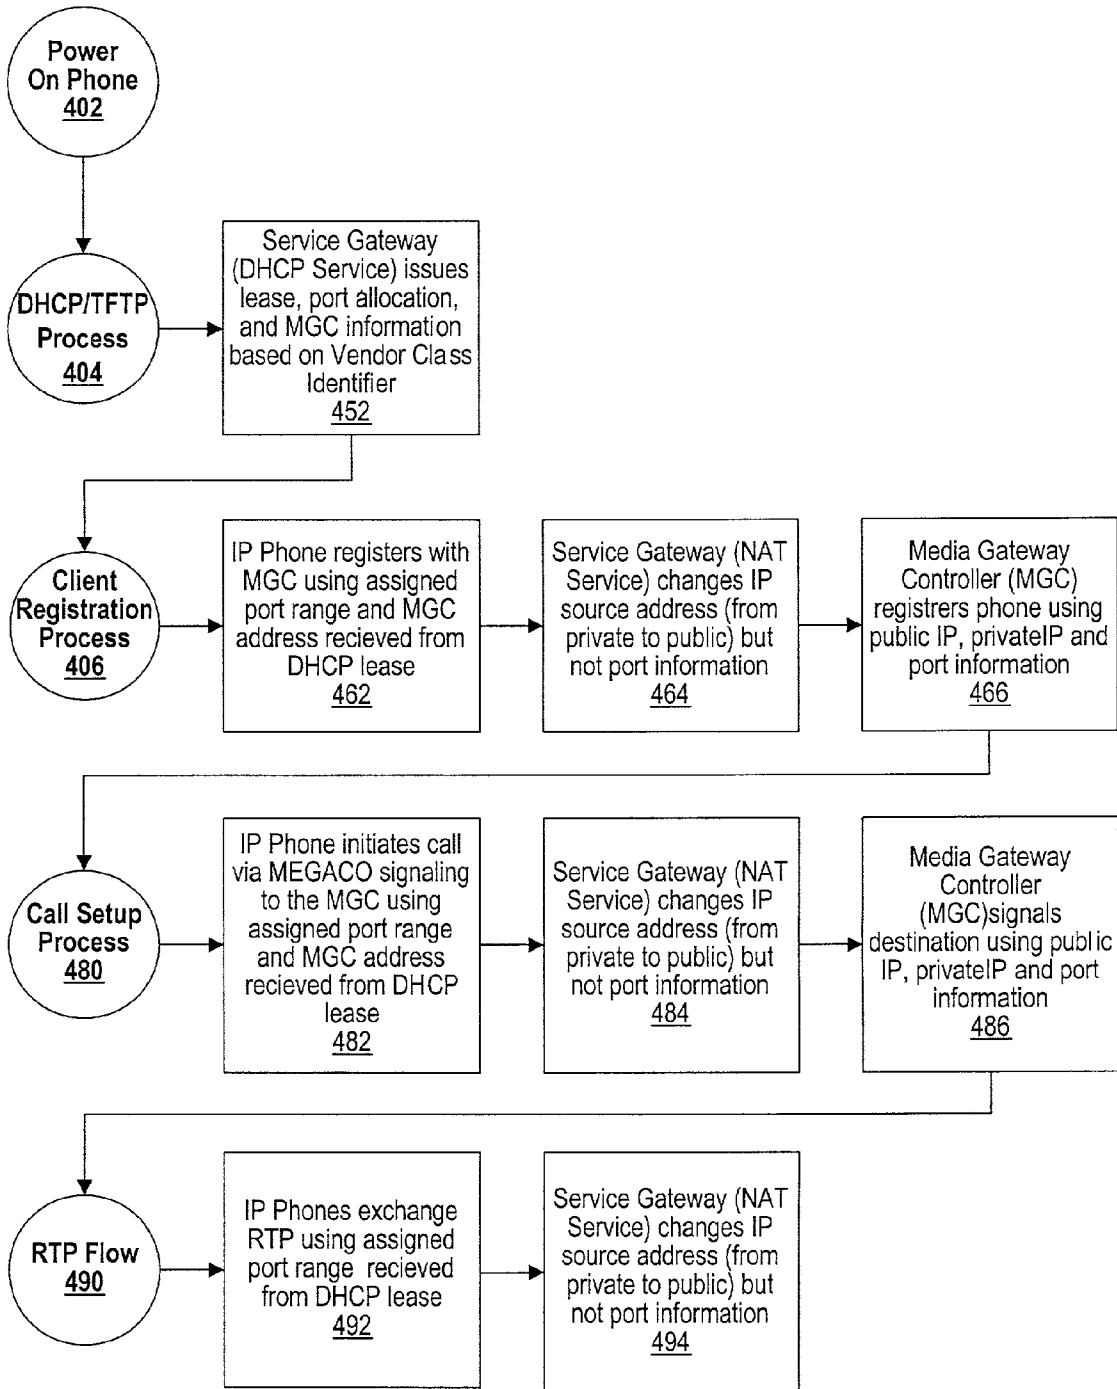 Power
On Phone
402
DHCP/TFTP
Process
404
Service Gateway
(DHCP Service) issues
lease, port allocation,
and MGC information
based on Vendor Class
Identifier
452
Client
Registration
Process
406
IP Phone registers with
MGC using assigned
port range and MGC
address recieved from
DHCP lease
462
Service Gateway (NAT
Service) changes IP
source address (from
private to public) but
not port information
464
Media Gateway
Controller (MGC)
registrers phone using
public IP, privateIP and
port information
466
Call Setup
Process
480
IP Phone initiates call
via MEGACO signaling
to the MGC using
assigned port range
and MGC address
recieved from DHCP
lease
482
Service Gateway (NAT
Service) changes IP
source address (from
private to public) but
not port information
484
Media Gateway
Controller
(MGC)signals
destination using public
IP, privateIP and port
information
486
RTP Flow
490
IP Phones exchange
RTP using assigned
port range recieved
from DHCP lease
492
Service Gateway (NAT
Service) changes IP
source address (from
private to public) but
not port information
494